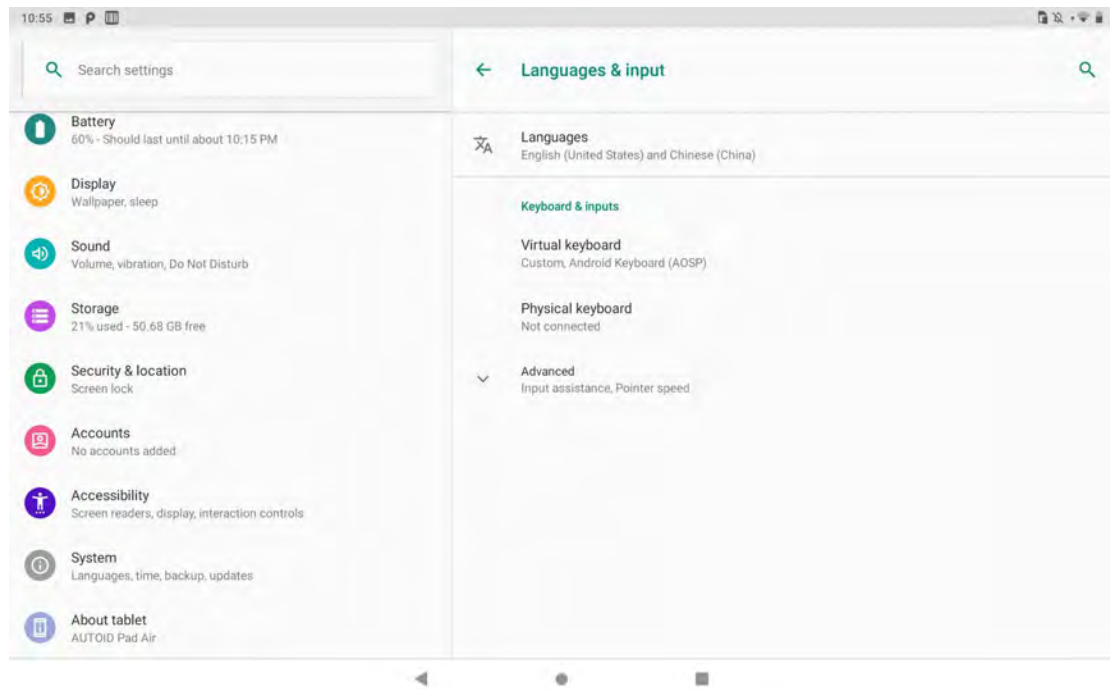 10:55
Search settings
Battery
60% - Should last until about 10:15 PM
Display
Wallpaper, sleep
Sound
Volume, vibration, Do Not Disturb
Storage
21% used - 50.68 GB free
Security & location
Screen lock
Accounts
No accounts added
Accessibility
Screen readers, display, interaction controls
System
Languages, time, backup, updates
About tablet
AUTOID Pad Air
Languages & input
Languages
English (United States) and Chinese (China)
Keyboard & inputs
Virtual keyboard
Custom, Android Keyboard (AOSP)
Physical keyboard
Not connected
Advanced
Input assistance, Pointer speed